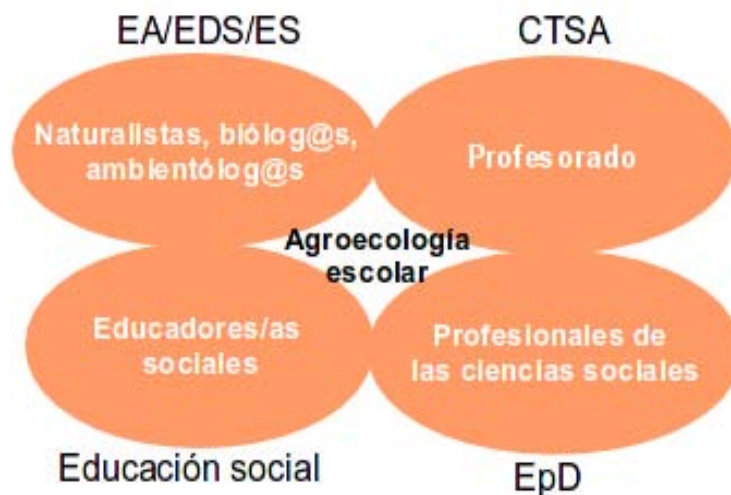 EA/EDS/ES
CTSA
Naturalistas, biólog@s,
ambientólog@s
Profesorado
Agroecología
escolar
Educadores/as
sociales
Profesionales de
las ciencias sociales
Educación social
EpD